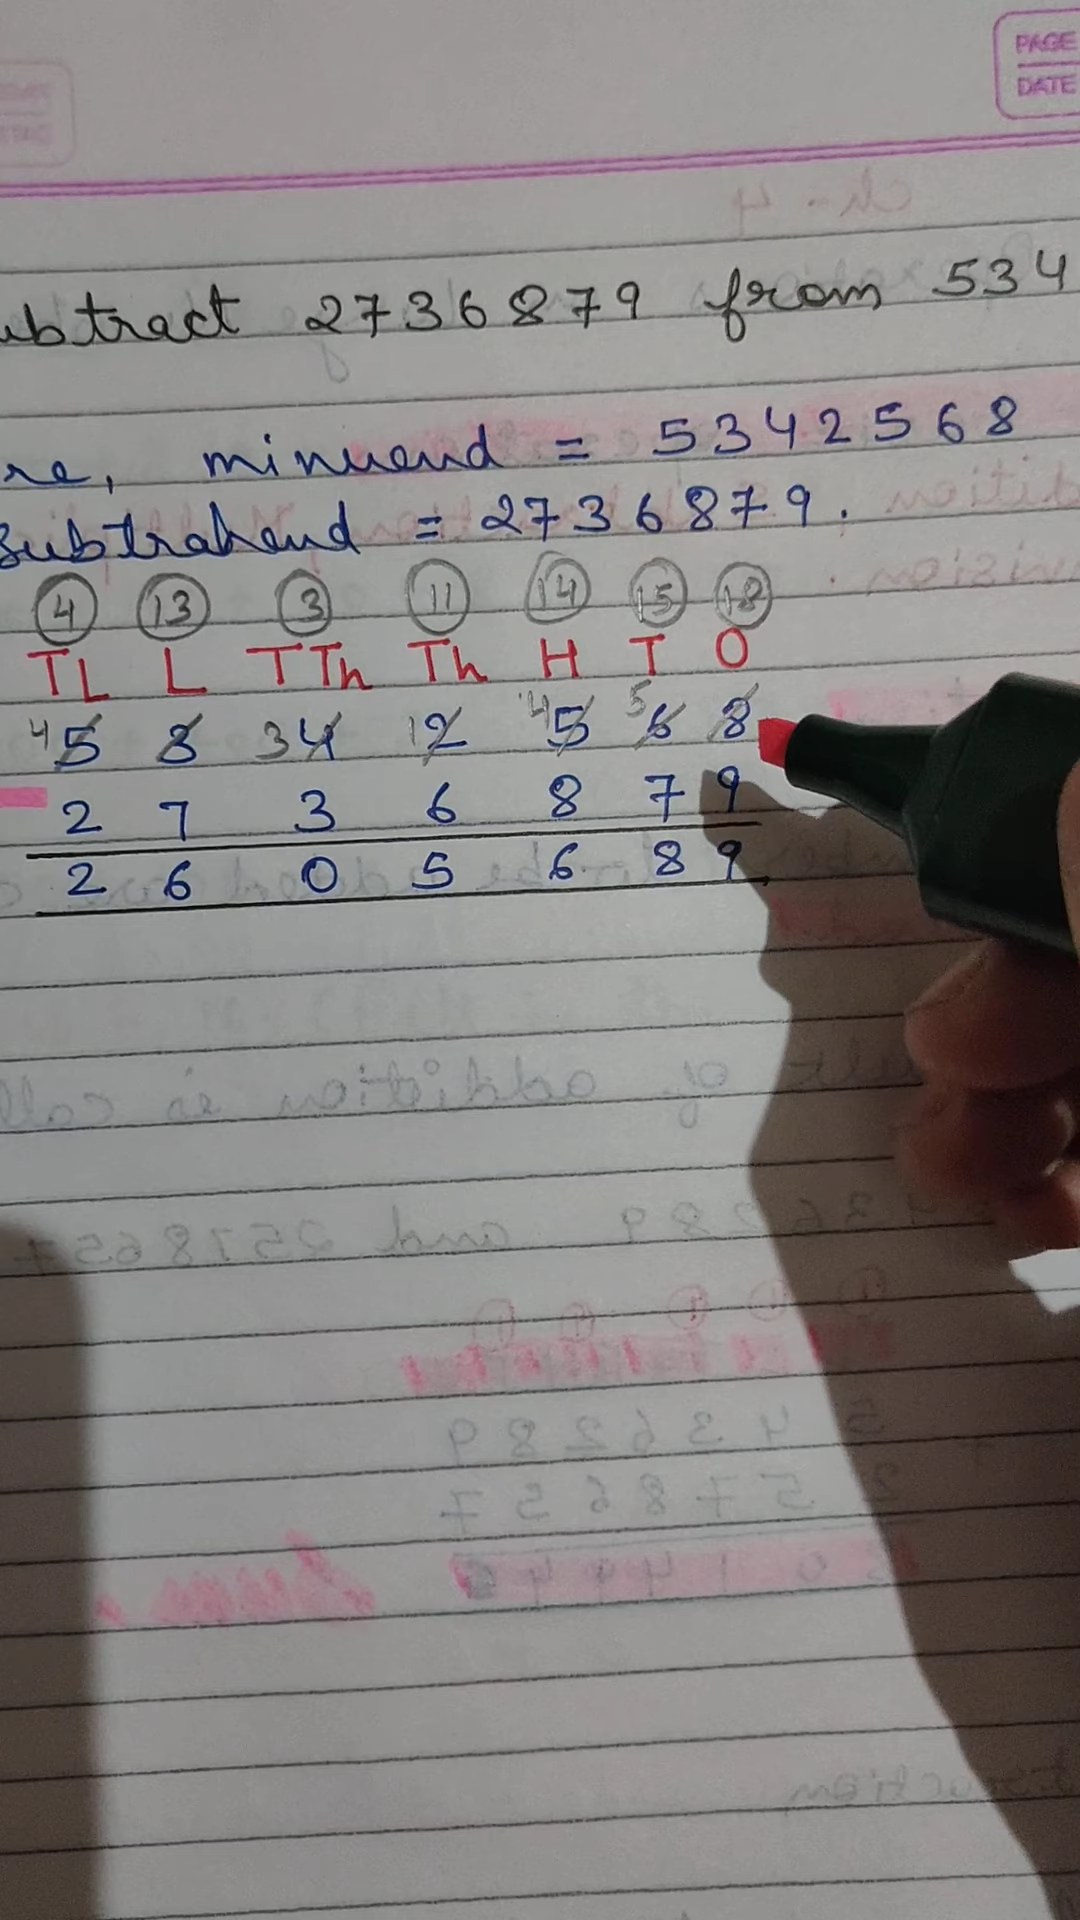 PAGE
DATE
ubtract 2736879 from 534
re, minuend = 5342568
Subtrahend = 2736879.
4 13 3 11 14 15 18
TL L TTh Th H T O
4 5 3 3 4 1 2 14 5 5 6 8
2 7 3 6 8 7 9
2 6 0 5 6 8 9